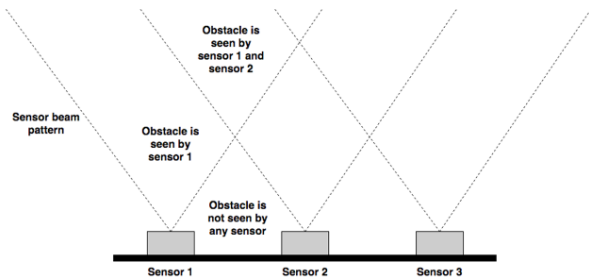 Obstacle is
seen by
sensor 1 and
sensor 2
Sensor beam
pattern
Obstacle is
seen by
sensor 1
Obstacle is
not seen by
any sensor
Sensor 1
Sensor 2
Sensor 3